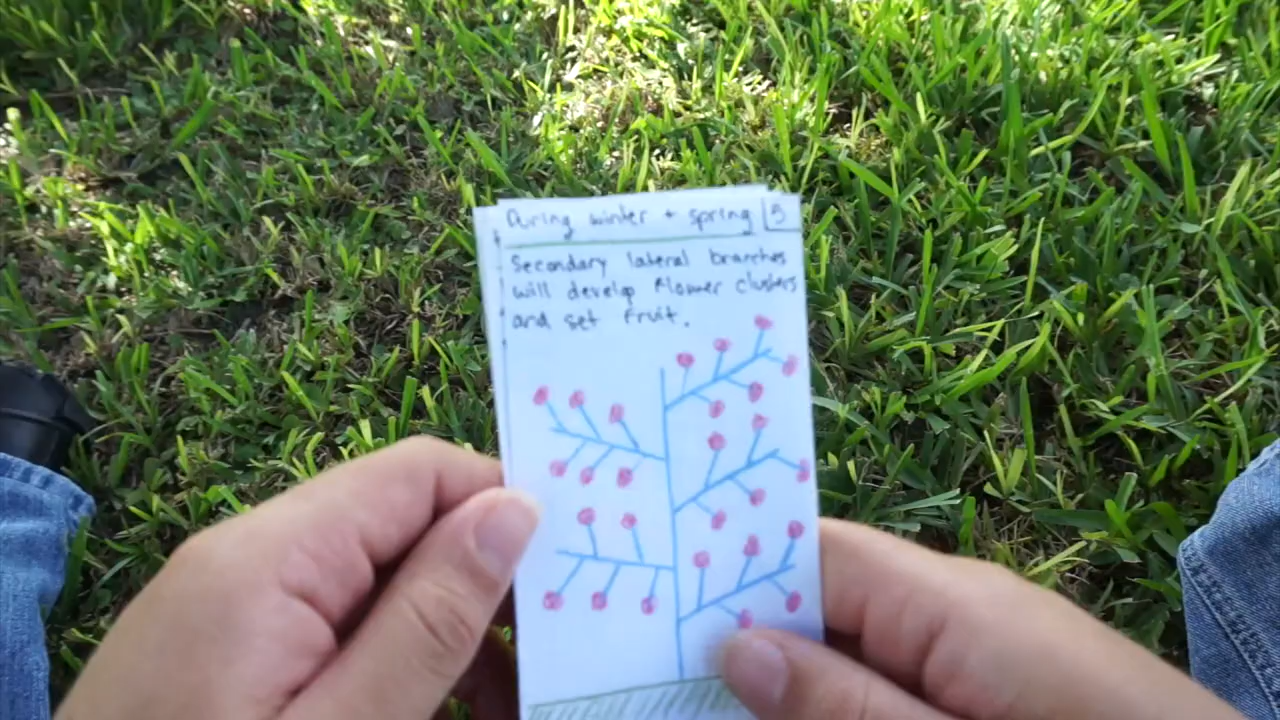 During winter + spring 5
Secondary lateral branches
will develop flower clusters
and set fruit.